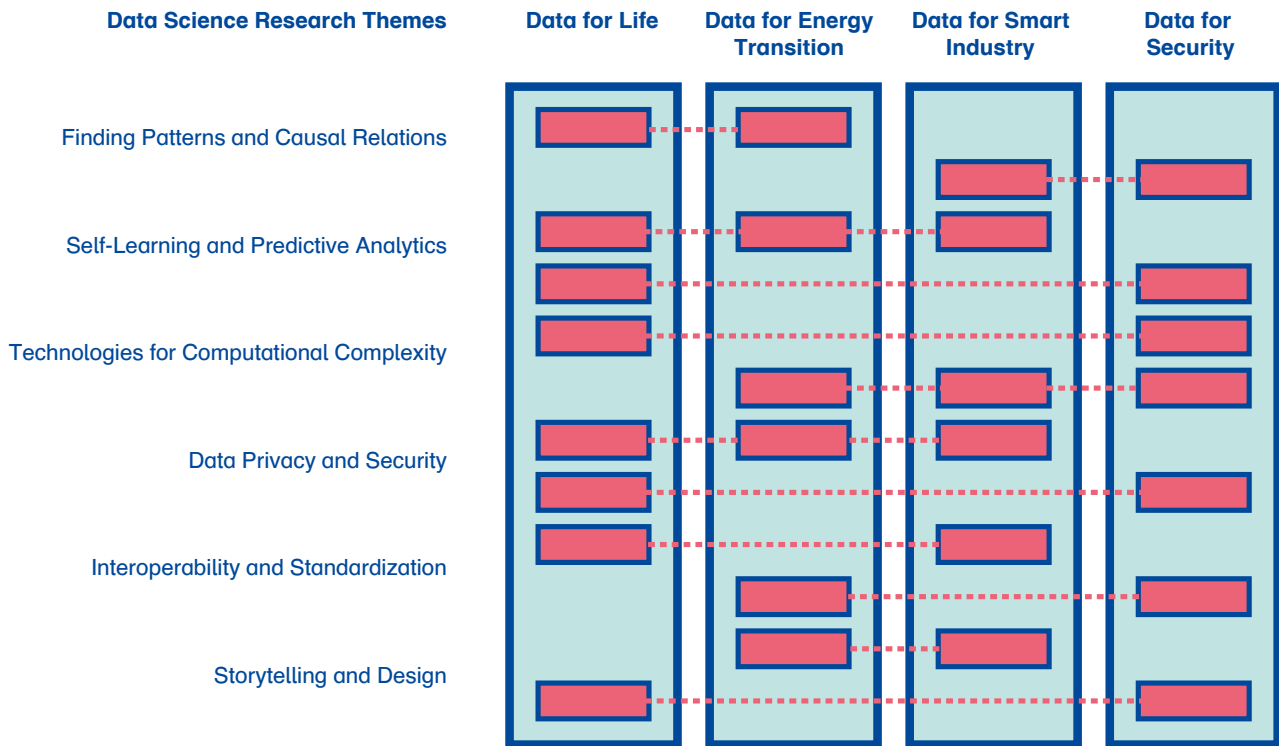 Data Science Research Themes
Data for Life
Data for Energy
Transition
Data for Smart
Industry
Data for
Security
Finding Patterns and Causal Relations
Self-Learning and Predictive Analytics
Technologies for Computational Complexity
Data Privacy and Security
Interoperability and Standardization
Storytelling and Design